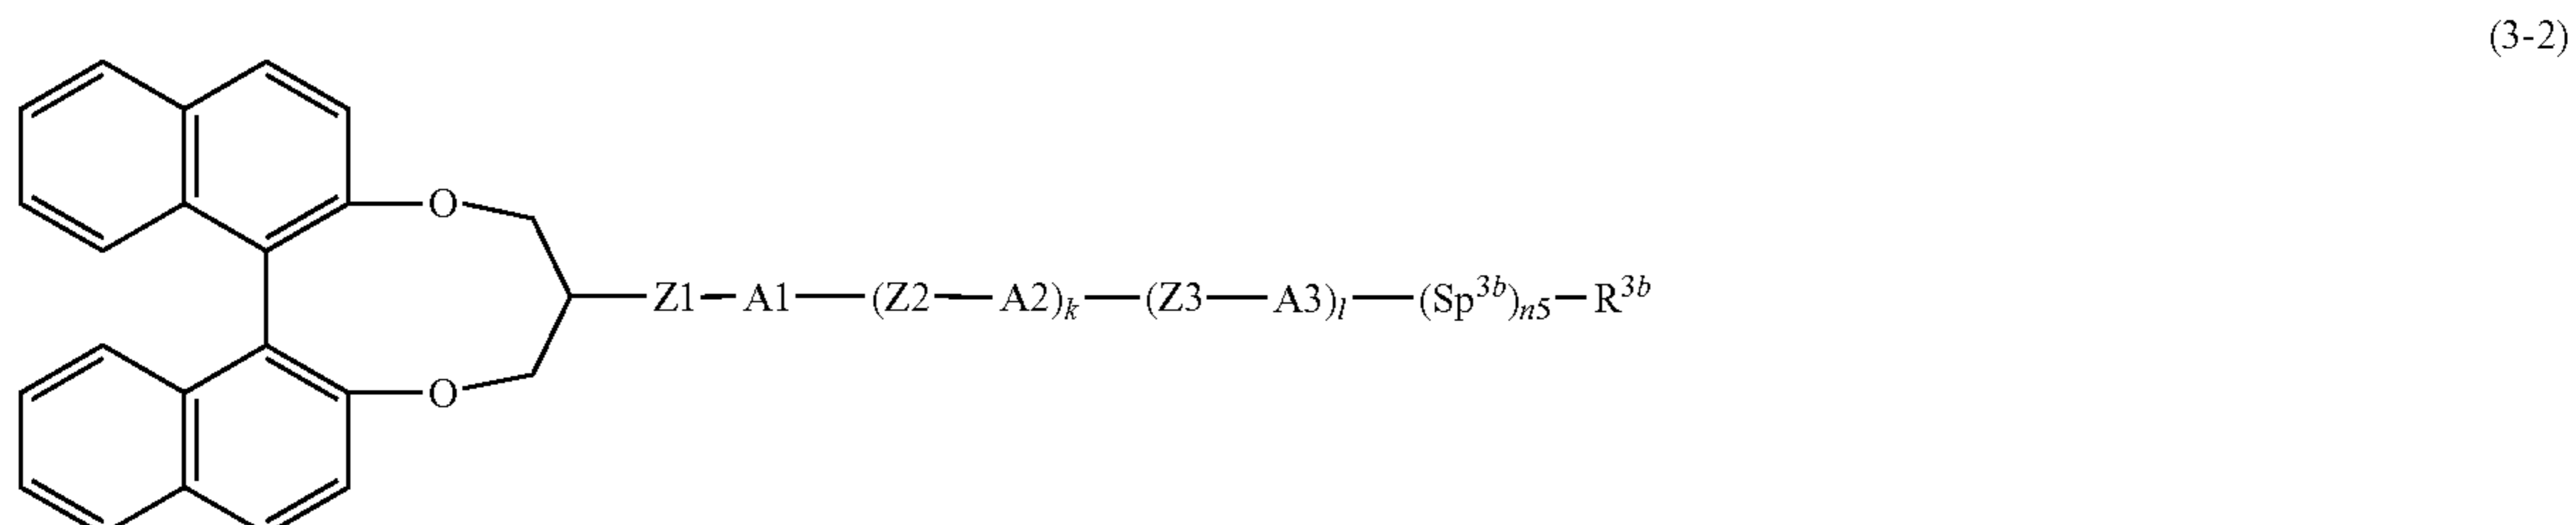 (3-2)
O
Z1—A1—(Z2—A2)k—(Z3—A3)l—(Sp3b)n5—R3b
O